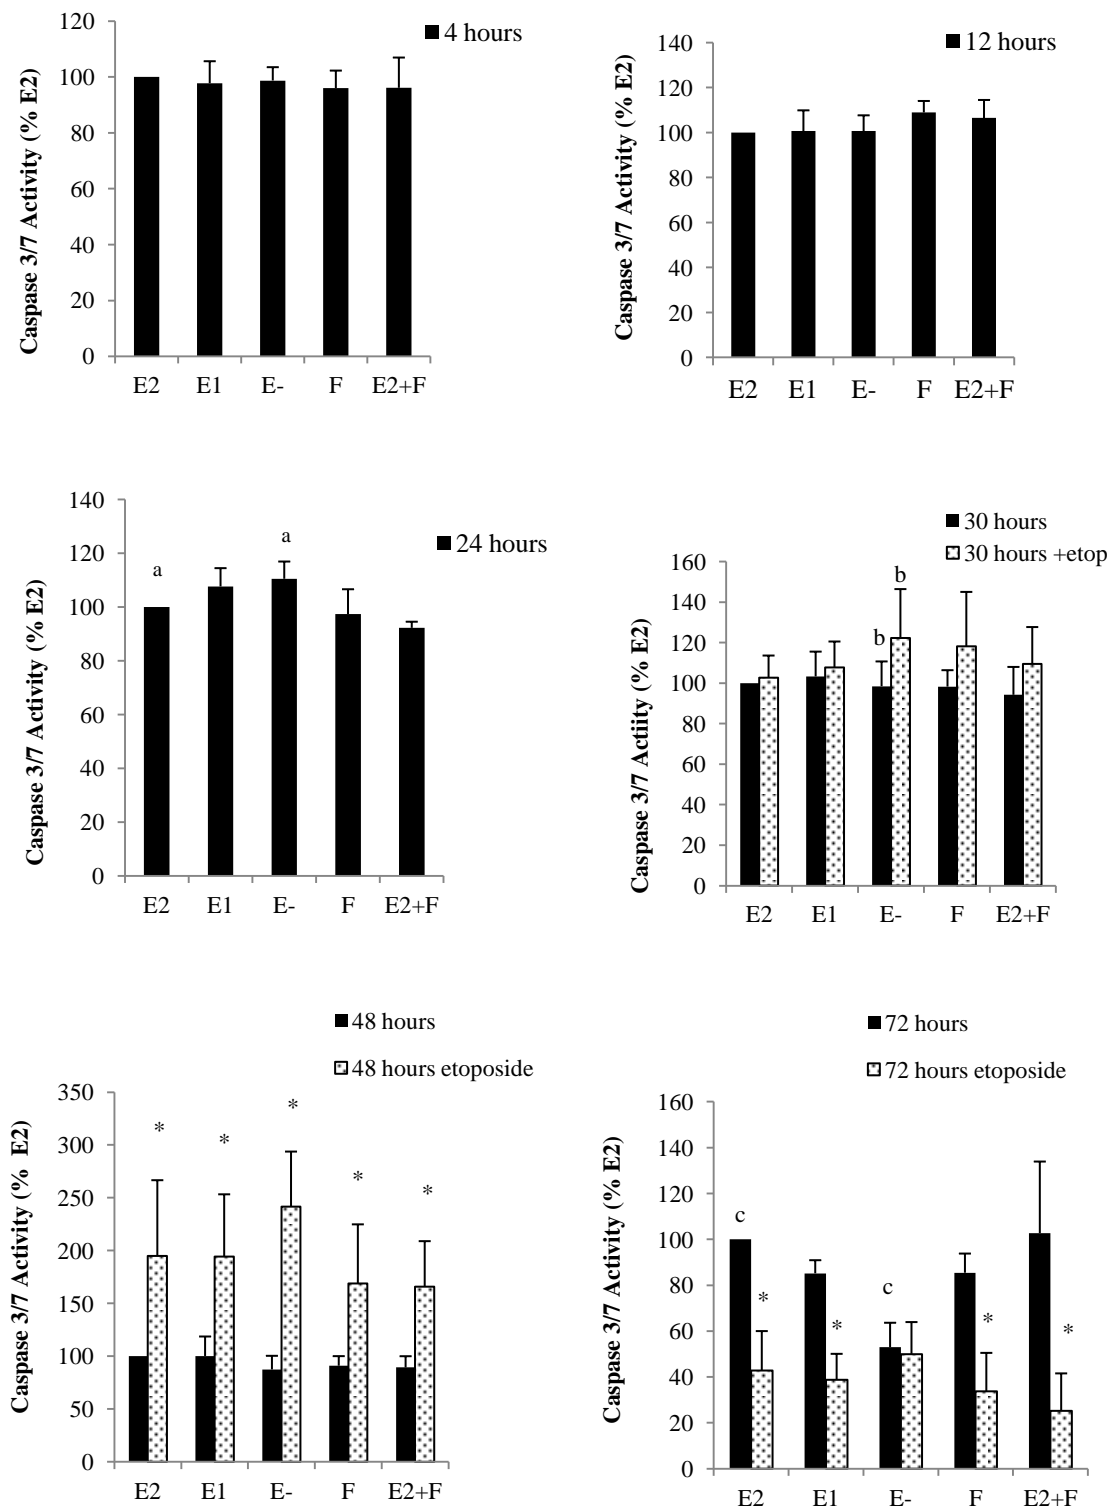 4 hours
Caspase 3/7 Activity (% E2)
120
100
80
60
40
20
0
E2 E1 E- F E2+F
12 hours
Caspase 3/7 Activity (% E2)
140
120
100
80
60
40
20
0
E2 E1 E- F E2+F
24 hours
Caspase 3/7 Activity (% E2)
140
120
100
80
60
40
20
0
a a
E2 E1 E- F E2+F
30 hours
30 hours +etop
Caspase 3/7 Actiity (% E2)
160
140
120
100
80
60
40
20
0
b b
E2 E1 E- F E2+F
48 hours
48 hours etoposide
Caspase 3/7 Activity (% E2)
350
300
250
200
150
100
50
0
* * * * *
E2 E1 E- F E2+F
72 hours
72 hours etoposide
Caspase 3/7 Activity (% E2)
160
140
120
100
80
60
40
20
0
c * * c * *
E2 E1 E- F E2+F